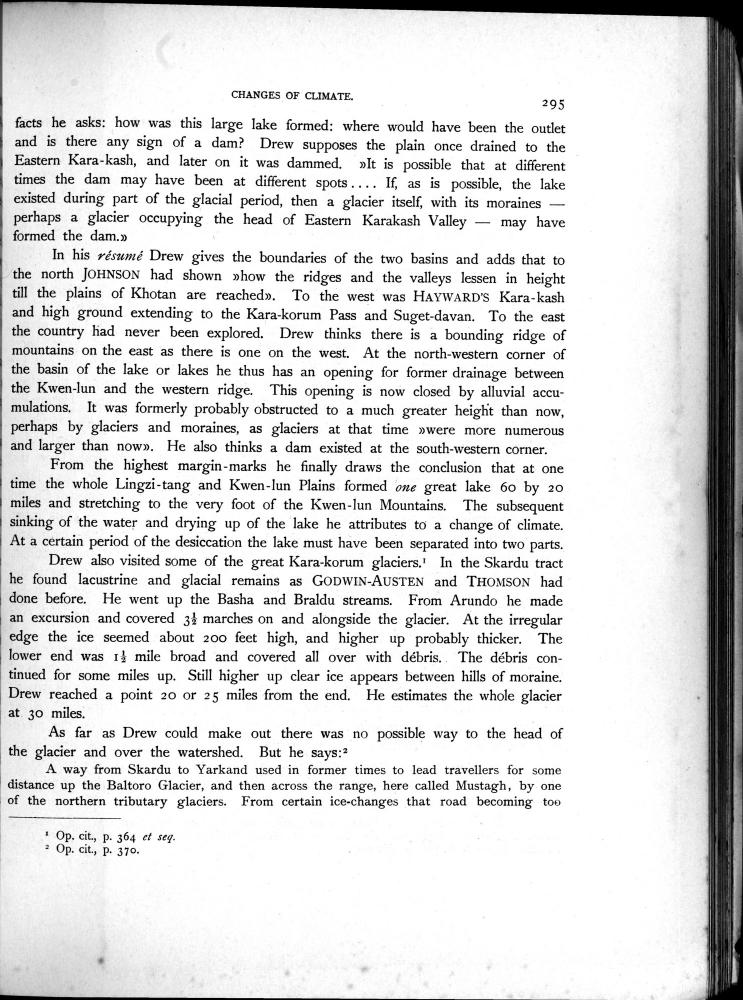 CHANGES OF CLIMATE.
295
facts he asks: how was this large lake formed: where would have been the outlet
and is there any sign of a dam? Drew supposes the plain once drained to the
Eastern Kara-kash, and later on it was dammed. »It is possible that at different
times the dam may have been at different spots .... If, as is possible, the lake
existed during part of the glacial period, then a glacier itself, with its moraines —
perhaps a glacier occupying the head of Eastern Karakash Valley — may have
formed the dam.»
In his résumé Drew gives the boundaries of the two basins and adds that to
the north JOHNSON had shown »how the ridges and the valleys lessen in height
till the plains of Khotan are reached». To the west was HAYWARD'S Kara-kash
and high ground extending to the Kara-korum Pass and Suget-davan. To the east
the country had never been explored. Drew thinks there is a bounding ridge of
mountains on the east as there is one on the west. At the north-western corner of
the basin of the lake or lakes he thus has an opening for former drainage between
the Kwen-lun and the western ridge. This opening is now closed by alluvial accu-
mulations. It was formerly probably obstructed to a much greater height than now,
perhaps by glaciers and moraines, as glaciers at that time »were more numerous
and larger than now». He also thinks a dam existed at the south-western corner.
From the highest margin-marks he finally draws the conclusion that at one
time the whole Lingzi-tang and Kwen-lun Plains formed one great lake 60 by 20
miles and stretching to the very foot of the Kwen-lun Mountains. The subsequent
sinking of the water and drying up of the lake he attributes to a change of climate.
At a certain period of the desiccation the lake must have been separated into two parts.
Drew also visited some of the great Kara-korum glaciers.¹ In the Skardu tract
he found lacustrine and glacial remains as GODWIN-AUSTEN and THOMSON had
done before. He went up the Basha and Braldu streams. From Arundo he made
an excursion and covered 3½ marches on and alongside the glacier. At the irregular
edge the ice seemed about 200 feet high, and higher up probably thicker. The
lower end was 1½ mile broad and covered all over with débris. The débris con-
tinued for some miles up. Still higher up clear ice appears between hills of moraine.
Drew reached a point 20 or 25 miles from the end. He estimates the whole glacier
at 30 miles.
As far as Drew could make out there was no possible way to the head of
the glacier and over the watershed. But he says:²
A way from Skardu to Yarkand used in former times to lead travellers for some
distance up the Baltoro Glacier, and then across the range, here called Mustagh, by one
of the northern tributary glaciers. From certain ice-changes that road becoming too
¹ Op. cit., p. 364 et seq.
² Op. cit., p. 370.